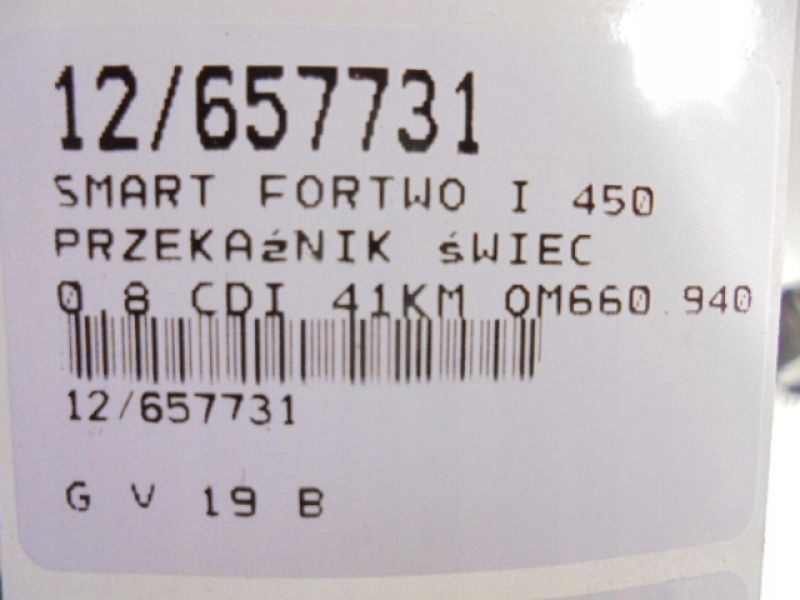 12/657731
SMART FORTWO I 450
PRZEKAźNIK śWIEC
0.8 CDI 41KM OM660.940
12/657731
G V 19 B